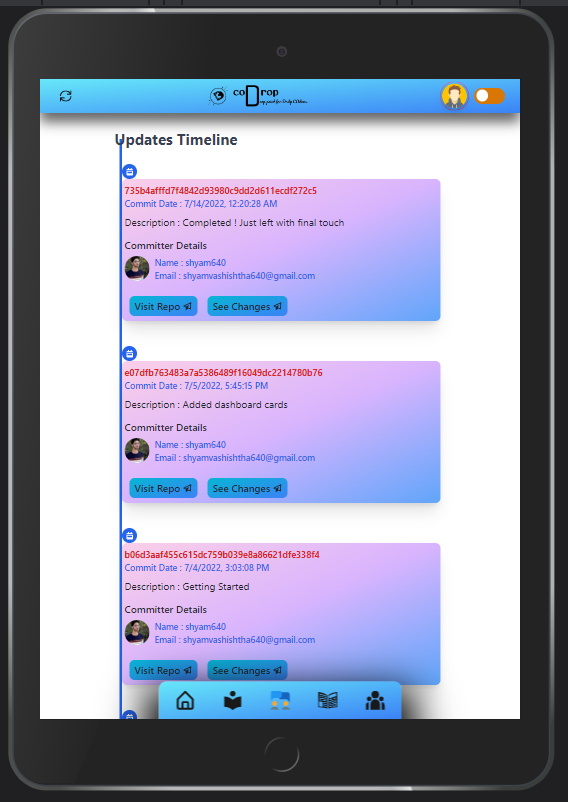 coDrop
Updates Timeline
735b4afffd7f4842d93980c9dd2d611ecdf272c5
Commit Date : 7/14/2022, 12:20:28 AM
Description : Completed ! Just left with final touch
Committer Details
Name : shyam640
Email : shyamvashishtha640@gmail.com
Visit Repo See Changes
e07dfb763483a7a5386489f16049dc2214780b76
Commit Date : 7/5/2022, 5:45:15 PM
Description : Added dashboard cards
Committer Details
Name : shyam640
Email : shyamvashishtha640@gmail.com
Visit Repo See Changes
b06d3aaf455c615dc759b039e8a86621dfe338f4
Commit Date : 7/4/2022, 3:03:08 PM
Description : Getting Started
Committer Details
Name : shyam640
Email : shyamvashishtha640@gmail.com
Visit Repo See Changes